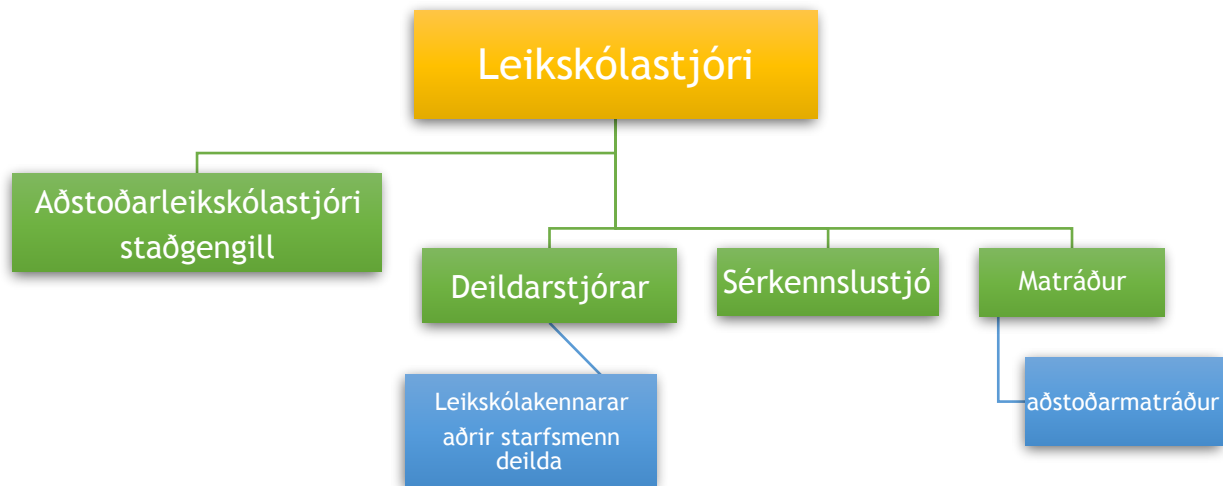 Leikskólastjóri
Aðstoðarleikskólastjóri
staðgengill
Deildarstjórar
Sérkennslustjó
Matráður
Leikskólakennarar
aðrir starfsmenn
deilda
aðstoðarmatráður